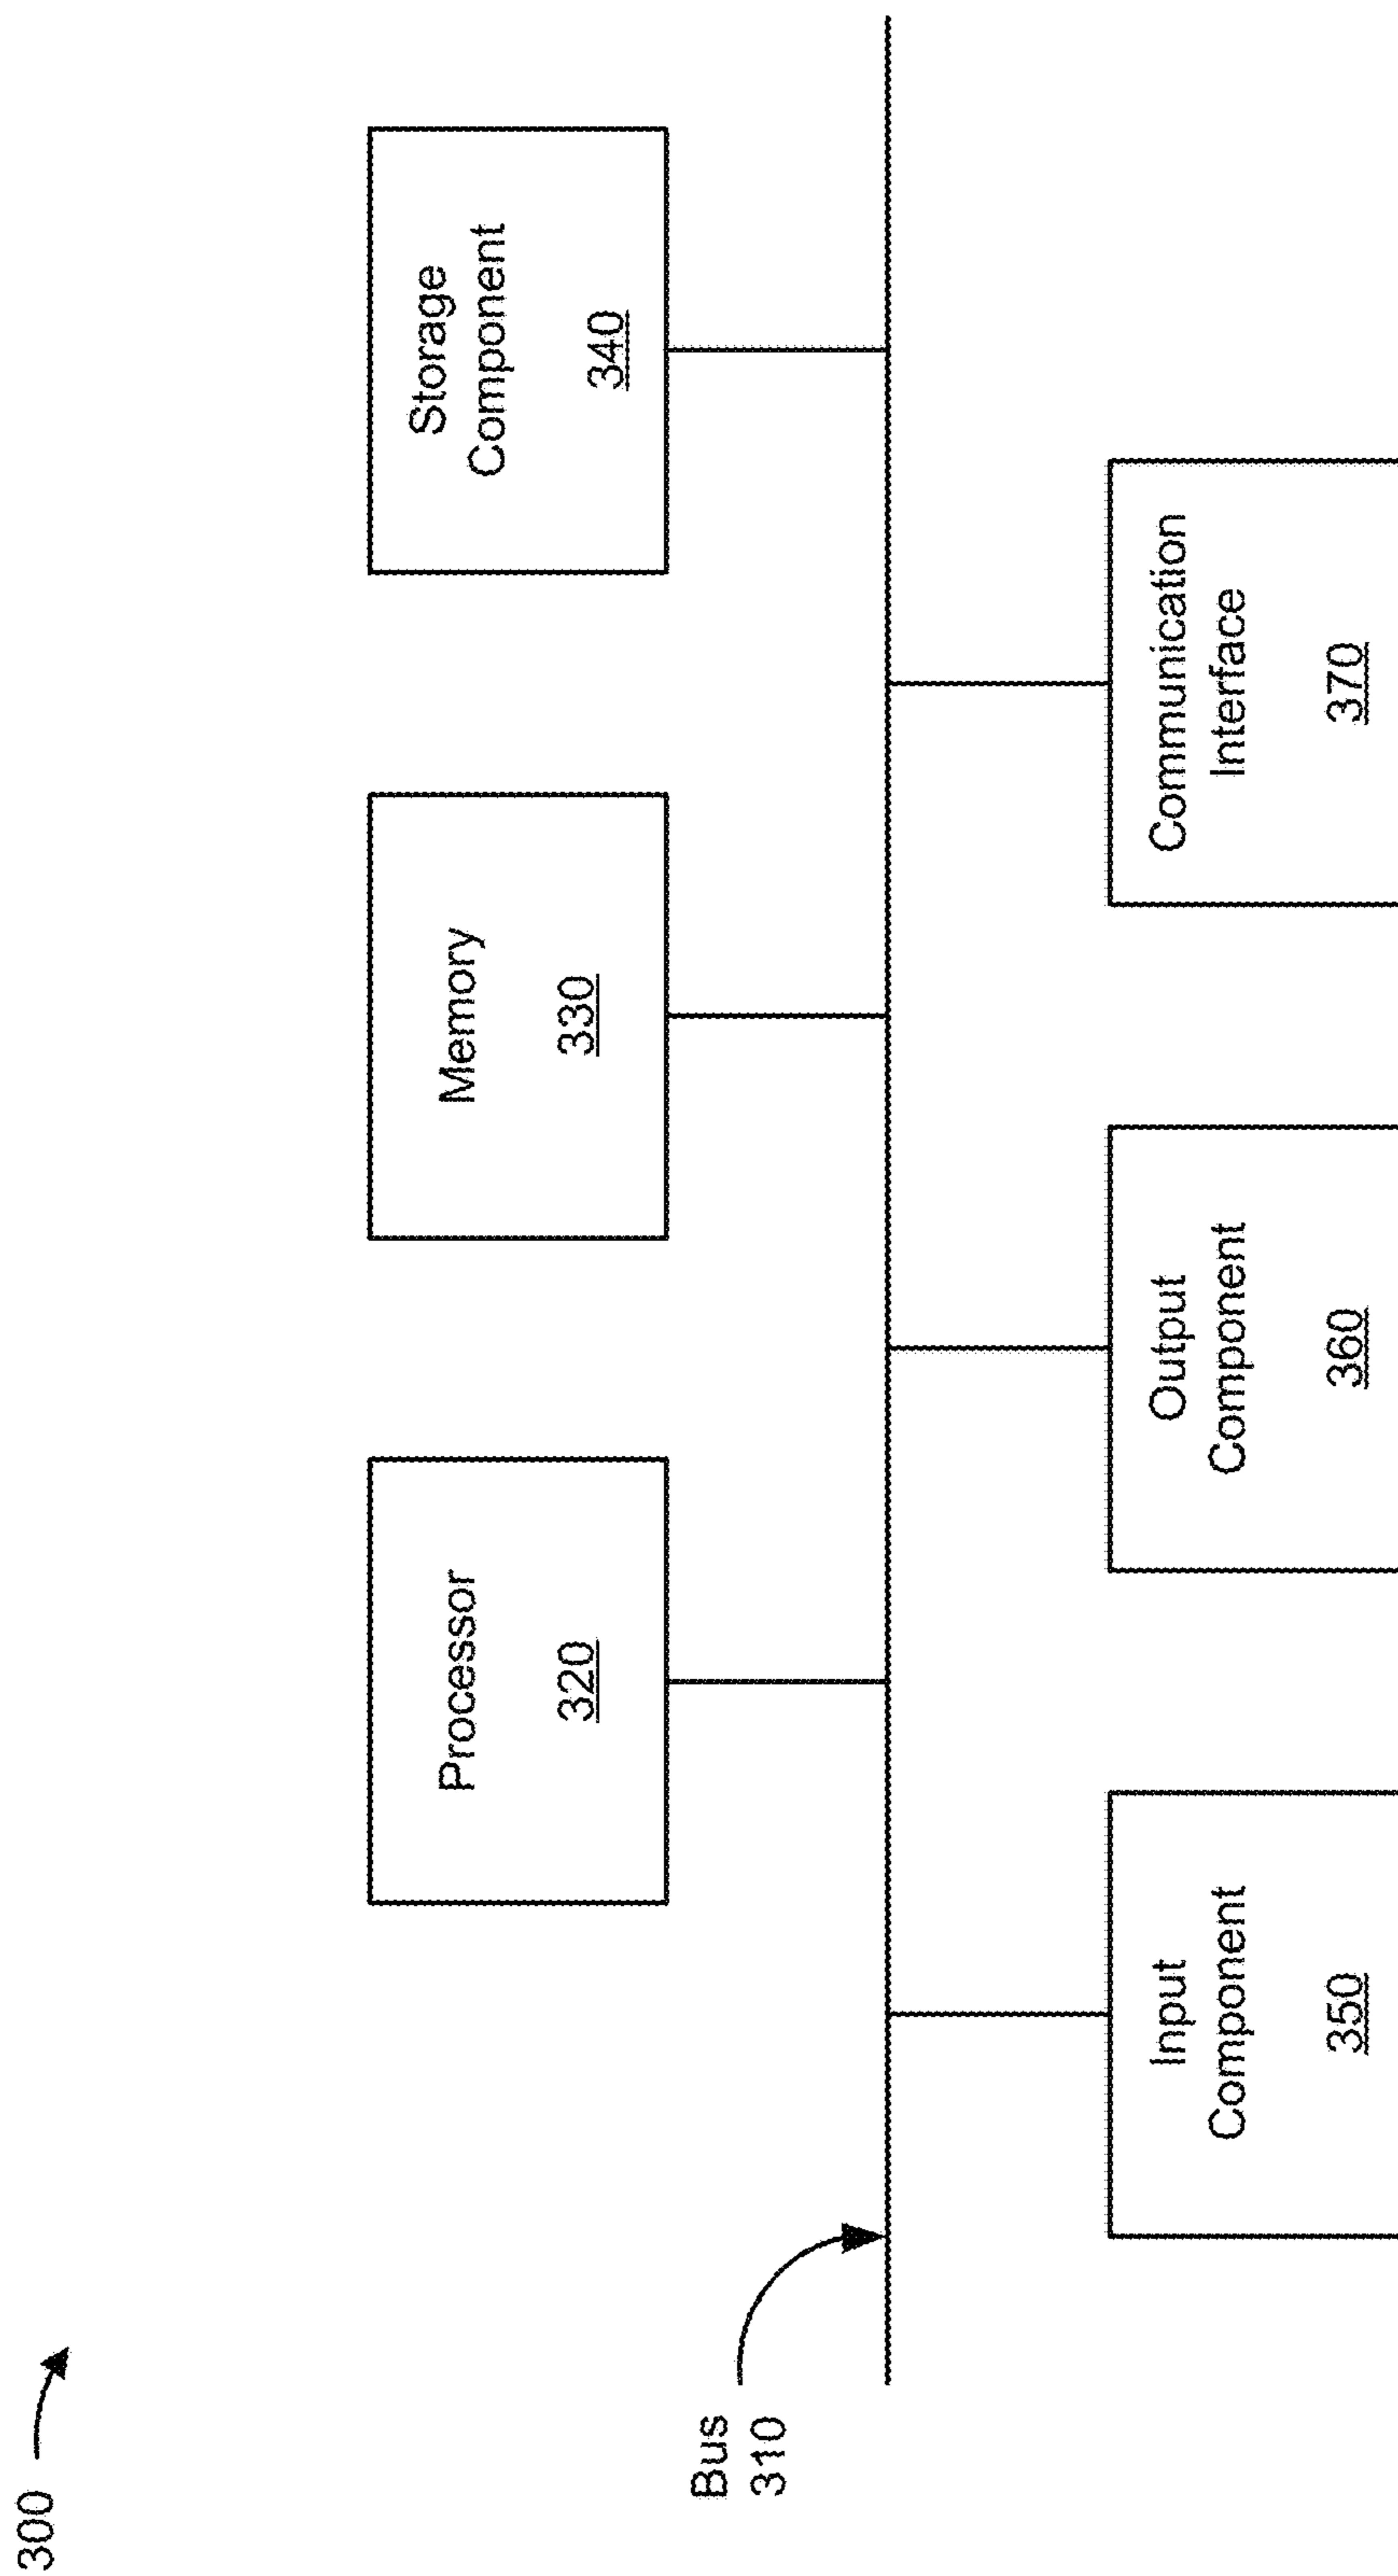 300
Processor
320
Memory
330
Storage
Component
340
Bus
310
Input
Component
350
Output
Component
360
Communication
Interface
370